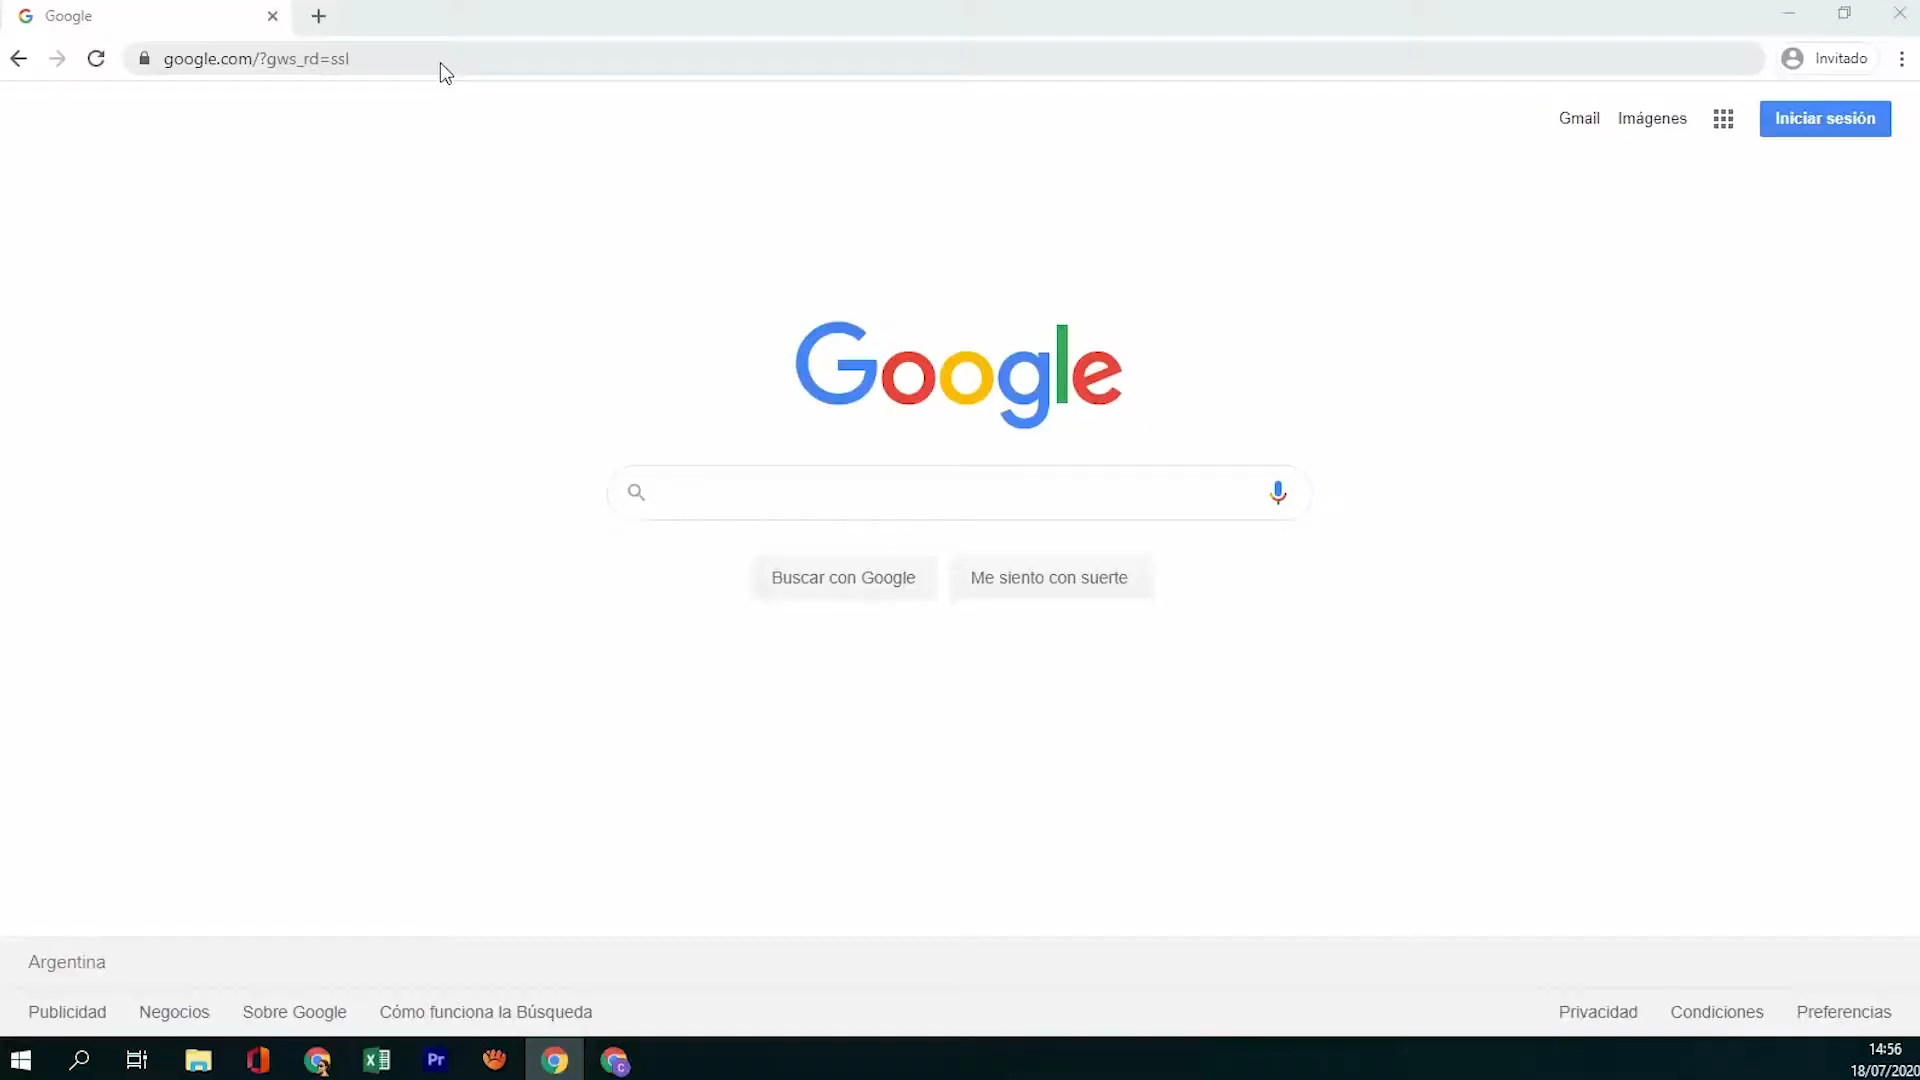 Google
google.com/?gws_rd=ssl
Invitado
Gmail Imágenes Iniciar sesión
Google
Buscar con Google Me siento con suerte
Argentina
Publicidad Negocios Sobre Google Cómo funciona la Búsqueda Privacidad Condiciones Preferencias
Pr
C
14:56
18/07/2020